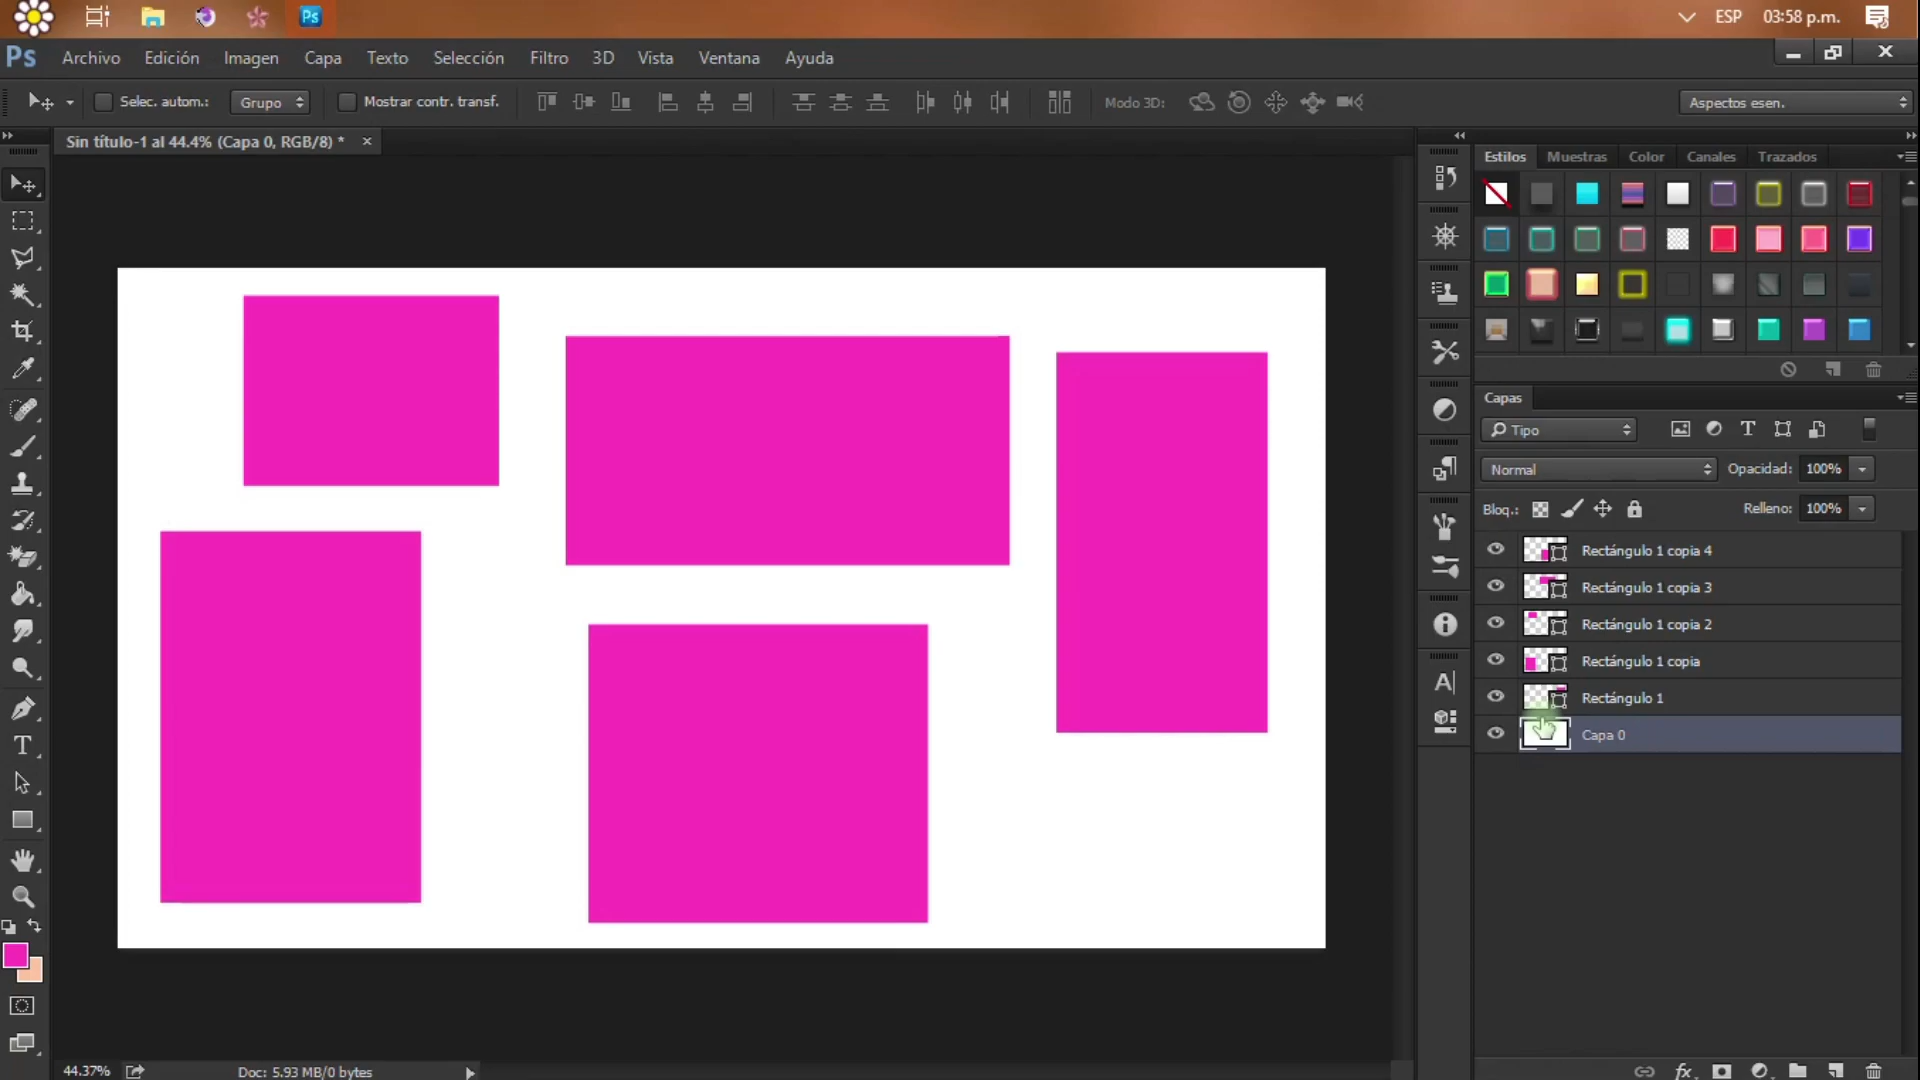 Ps
ESP
03:58 p.m.
Ps
Archivo
Edición
Imagen
Capa
Texto
Selección
Filtro
3D
Vista
Ventana
Ayuda
Selec. autom.:
Grupo
Mostrar contr. transf.
Modo 3D:
Aspectos esen.
Sin título-1 al 44.4% (Capa 0, RGB/8) *
Estilos
Muestras
Color
Canales
Trazados
Capas
Tipo
Normal
Opacidad:
100%
Bloq.:
Relleno:
100%
Rectángulo 1 copia 4
Rectángulo 1 copia 3
Rectángulo 1 copia 2
Rectángulo 1 copia
Rectángulo 1
Capa 0
44.37%
Doc: 5.93 MB/0 bytes
fx